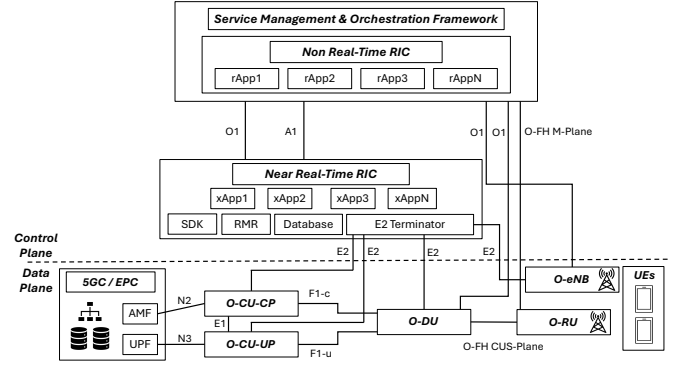 Service Management & Orchestration Framework
Non Real-Time RIC
rApp1
rApp2
rApp3
rAppN
O1
A1
O1
O1
O-FH M-Plane
Near Real-Time RIC
xApp1
xApp2
xApp3
xAppN
SDK
RMR
Database
E2 Terminator
Control
Plane
E2
E2
E2
E2
Data
Plane
5GC / EPC
O-eNB
UEs
AMF
N2
O-CU-CP
F1-c
E1
O-DU
O-RU
UPF
N3
O-CU-UP
F1-u
O-FH CUS-Plane